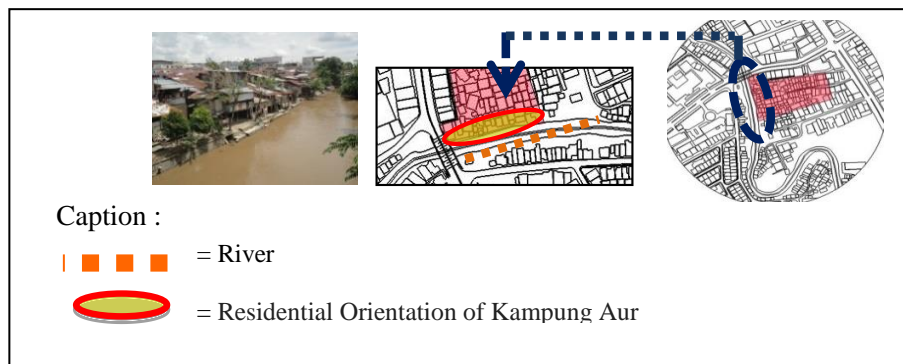 Caption :
= River
= Residential Orientation of Kampung Aur